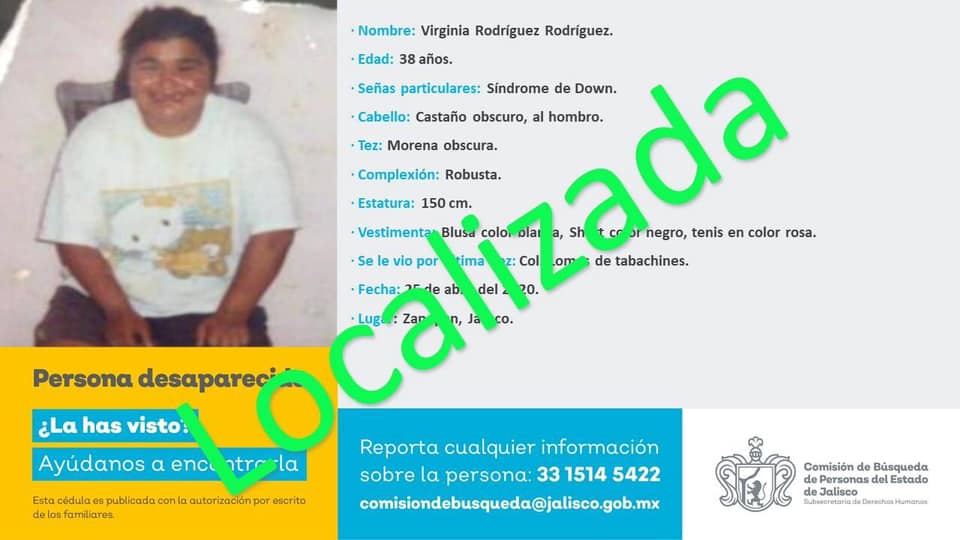 · Nombre: Virginia Rodríguez Rodríguez.
· Edad: 38 años.
· Señas particulares: Síndrome de Down.
· Cabello: Castaño obscuro, al hombro.
· Tez: Morena obscura.
· Complexión: Robusta.
· Estatura: 150 cm.
· Vestimenta: Blusa color blanca, Short color negro, tenis en color rosa.
· Se le vio por última vez: Col. Lomas de tabachines.
· Fecha: 25 de abril del 2020.
· Lugar: Zapopan, Jalisco.
Localizada
Persona desaparecida
¿La has visto?
Ayúdanos a encontrarla
Esta cédula es publicada con la autorización por escrito
de los familiares.
Reporta cualquier información
sobre la persona: 33 1514 5422
comisiondebusqueda@jalisco.gob.mx
Comisión de Búsqueda
de Personas del Estado
de Jalisco
Subsecretaría de Derechos Humanos